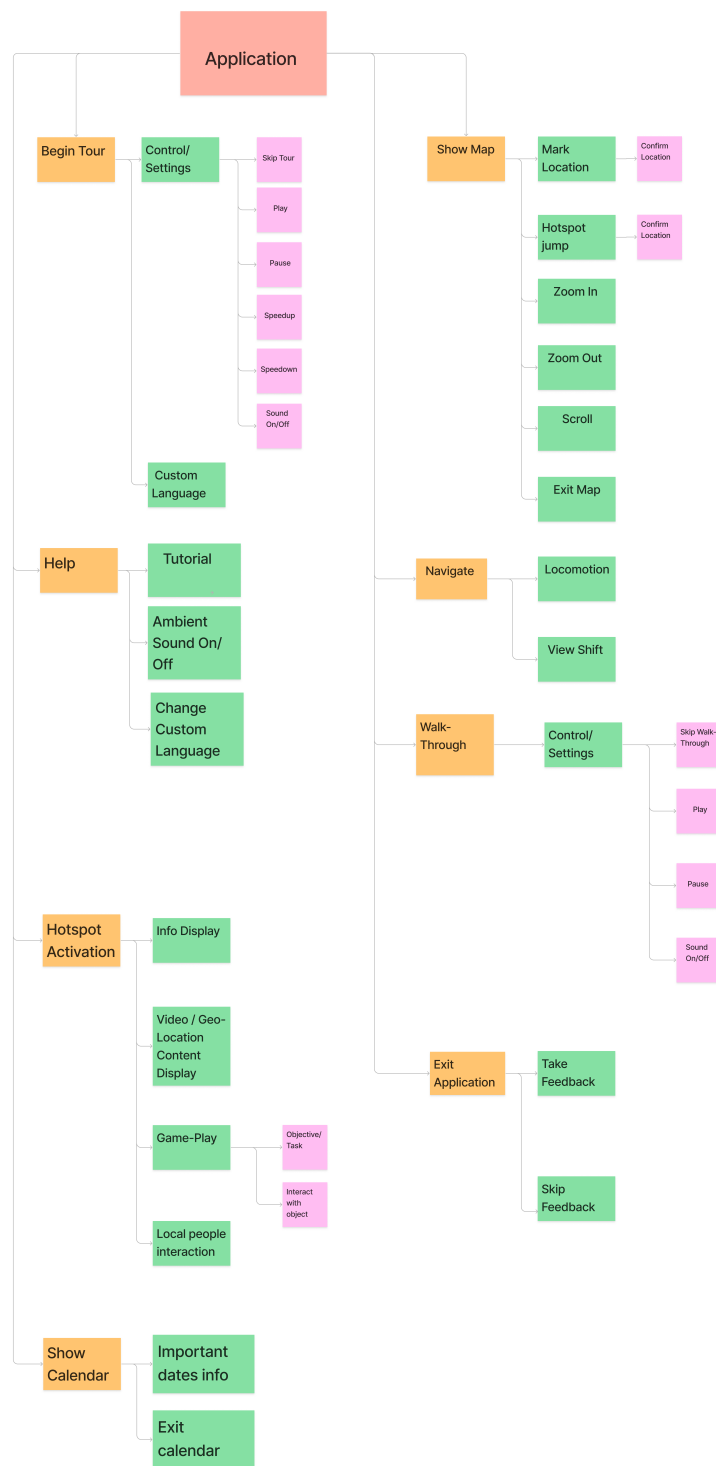 Application
Begin Tour
Control/
Settings
Skip Tour
Play
Pause
Speedup
Speedown
Sound
On/Off
Custom
Language
Help
Tutorial
Ambient
Sound On/
Off
Change
Custom
Language
Hotspot
Activation
Info Display
Video / Geo-
Location
Content
Display
Game-Play
Objective/
Task
Interact
with
object
Local people
interaction
Show
Calendar
Important
dates info
Exit
calendar
Show Map
Mark
Location
Confirm
Location
Hotspot
jump
Confirm
Location
Zoom In
Zoom Out
Scroll
Exit Map
Navigate
Locomotion
View Shift
Walk-
Through
Control/
Settings
Skip Walk-
Through
Play
Pause
Sound
On/Off
Exit
Application
Take
Feedback
Skip
Feedback